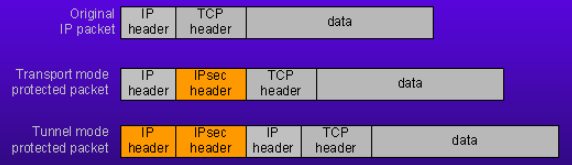 Original
IP packet
IP
header
TCP
header
data
Transport mode
protected packet
IP
header
IPsec
header
TCP
header
data
Tunnel mode
protected packet
IP
header
IPsec
header
IP
header
TCP
header
data